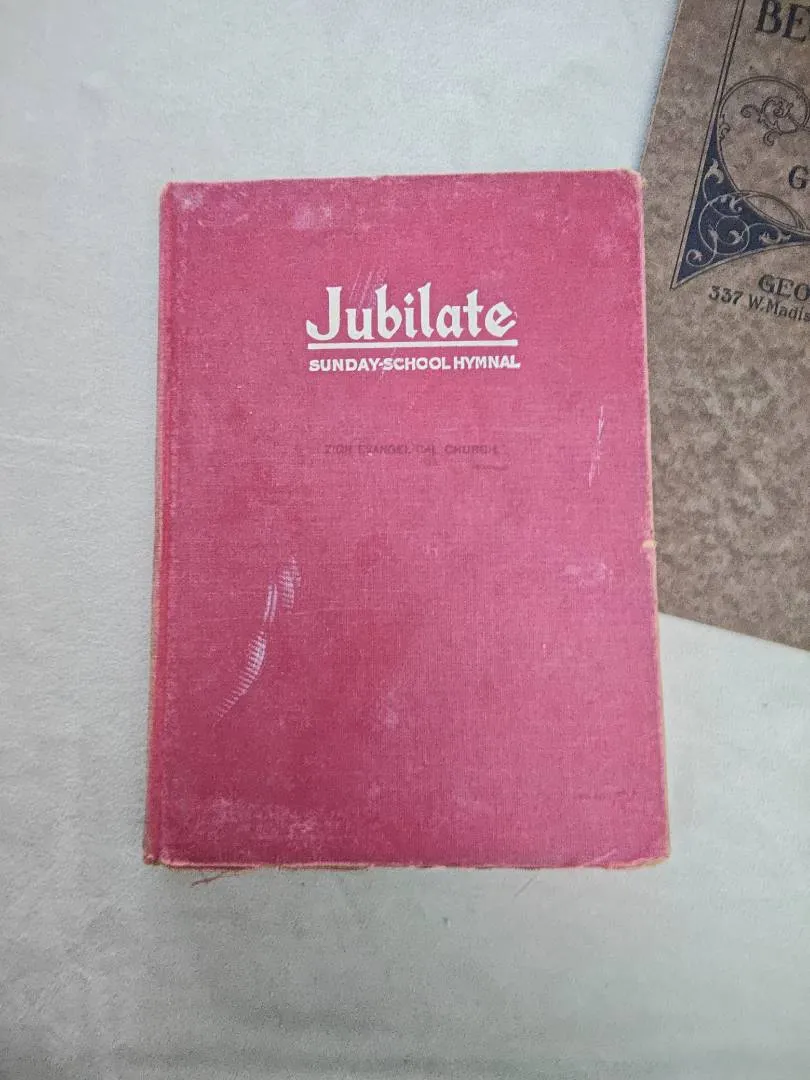 Jubilate
SUNDAY-SCHOOL HYMNAL
ZION EVANGELICAL CHURCH
BE
G
GEO
337 W. Madis